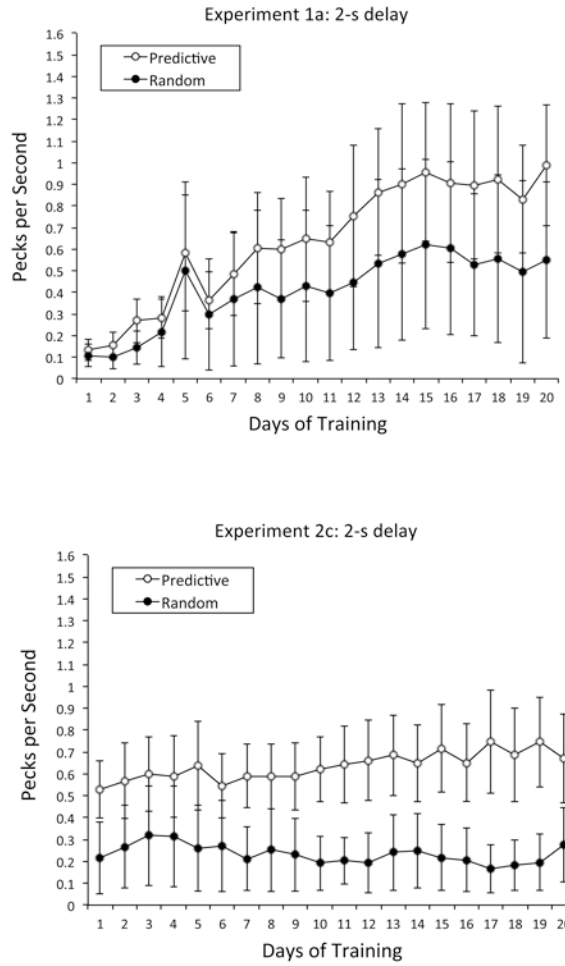 Experiment 1a: 2-s delay
1.6
1.5
1.4
1.3
1.2
1.1
1
0.9
0.8
0.7
0.6
0.5
0.4
0.3
0.2
0.1
0
Predictive
Random
Pecks per Second
1 2 3 4 5 6 7 8 9 10 11 12 13 14 15 16 17 18 19 20
Days of Training
Experiment 2c: 2-s delay
1.6
1.5
1.4
1.3
1.2
1.1
1
0.9
0.8
0.7
0.6
0.5
0.4
0.3
0.2
0.1
0
Predictive
Random
Pecks per Second
1 2 3 4 5 6 7 8 9 10 11 12 13 14 15 16 17 18 19 20
Days of Training